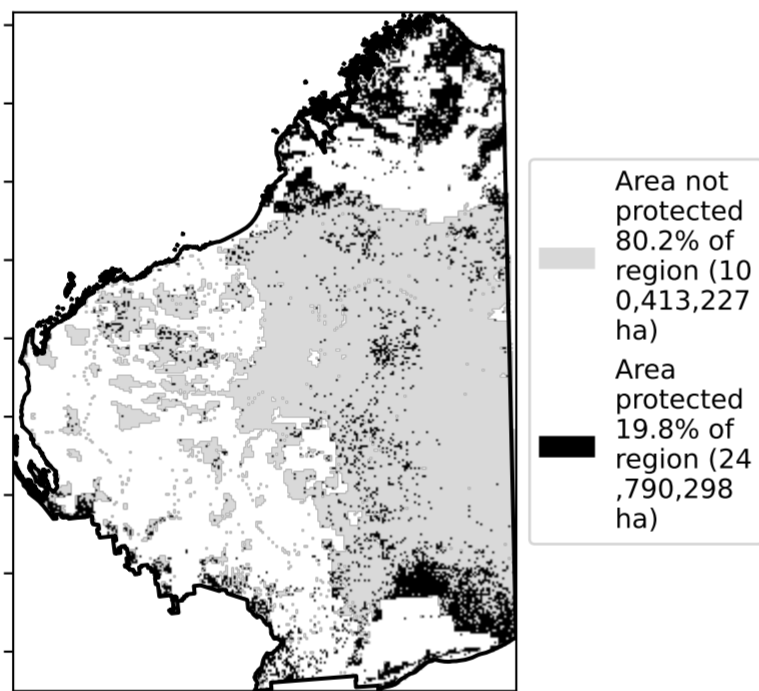 Area not
protected
80.2% of
region (10
0,413,227
ha)
Area
protected
19.8% of
region (24
,790,298
ha)